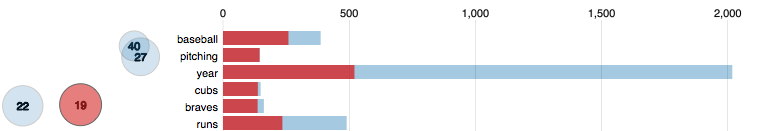 0 500 1,000 1,500 2,000
baseball
pitching
year
cubs
braves
runs
40
27
22
19